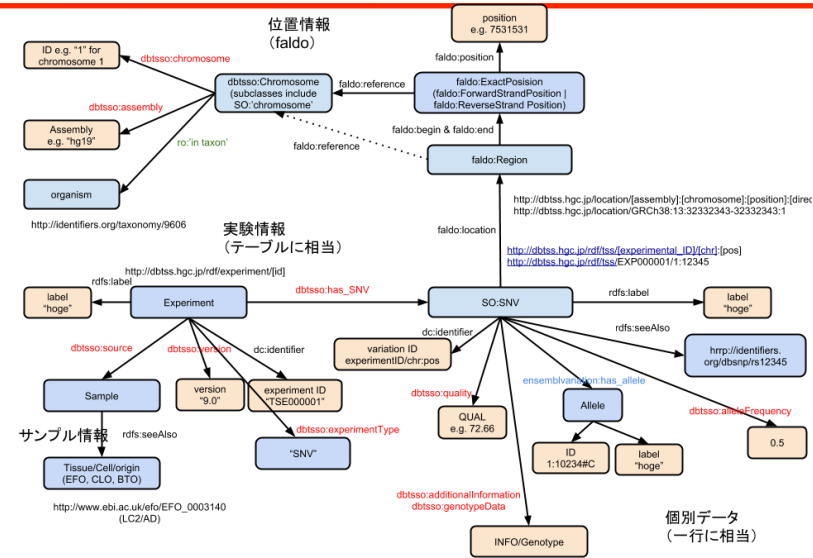 位置情報
(faldo)
position
e.g. 7531531
ID e.g. "1" for
chromosome 1
dbtsso:chromosome
faldo:position
dbtsso:Chromosome
(subclasses include
SO:'chromosome'
faldo:reference
faldo:ExactPosision
(faldo:ForwardStrandPosition |
faldo:ReverseStrand Position)
dbtsso:assembly
Assembly
e.g. "hg19"
ro:'in taxon'
faldo:reference
faldo:begin & faldo:end
faldo:Region
organism
http://identifiers.org/taxonomy/9606
http://dbtss.hgc.jp/location/[assembly]:[chromosome]:[position]:[direc
http://dbtss.hgc.jp/location/GRCh38:13:32332343-32332343:1
実験情報
(テーブルに相当)
faldo:location
http://dbtss.hgc.jp/rdf/tss/[experimental_ID]/[chr]:[pos]
http://dbtss.hgc.jp/rdf/tss/EXP000001/1:12345
http://dbtss.hgc.jp/rdf/experiment/[id]
rdfs:label
label
"hoge"
Experiment
dbtsso:has_SNV
SO:SNV
rdfs:label
label
"hoge"
rdfs:seeAlso
hrrp://identifiers.
org/dbsnp/rs12345
dbtsso:source
dbtsso:version
dc:identifier
dc:identifier
variation ID
experimentID/chr:pos
ensemblvariation:has_allele
Sample
version
"9.0"
experiment ID
"TSE000001"
dbtsso:quality
QUAL
e.g. 72.66
Allele
dbtsso:alleleFrequency
0.5
サンプル情報
rdfs:seeAlso
dbtsso:experimentType
"SNV"
ID
1:10234#C
label
"hoge"
Tissue/Cell/origin
(EFO, CLO, BTO)
http://www.ebi.ac.uk/efo/EFO_0003140
(LC2/AD)
dbtsso:additionalInformation
dbtsso:genotypeData
INFO/Genotype
個別データ
(一行に相当)